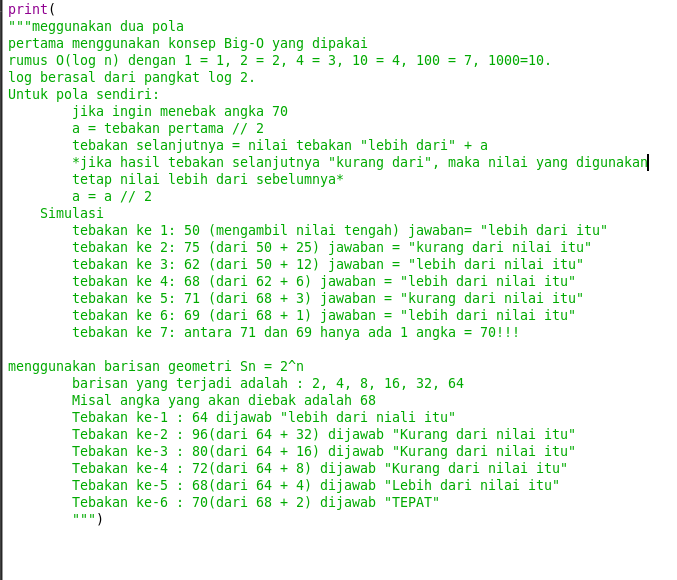 print(
"""meggunakan dua pola
pertama menggunakan konsep Big-O yang dipakai
rumus O(log n) dengan 1 = 1, 2 = 2, 4 = 3, 10 = 4, 100 = 7, 1000=10.
log berasal dari pangkat log 2.
Untuk pola sendiri:
jika ingin menebak angka 70
a = tebakan pertama // 2
tebakan selanjutnya = nilai tebakan "lebih dari" + a
*jika hasil tebakan selanjutnya "kurang dari", maka nilai yang digunakan
tetap nilai lebih dari sebelumnya*
a = a // 2
Simulasi
tebakan ke 1: 50 (mengambil nilai tengah) jawaban= "lebih dari itu"
tebakan ke 2: 75 (dari 50 + 25) jawaban = "kurang dari nilai itu"
tebakan ke 3: 62 (dari 50 + 12) jawaban = "lebih dari nilai itu"
tebakan ke 4: 68 (dari 62 + 6) jawaban = "lebih dari nilai itu"
tebakan ke 5: 71 (dari 68 + 3) jawaban = "kurang dari nilai itu"
tebakan ke 6: 69 (dari 68 + 1) jawaban = "lebih dari nilai itu"
tebakan ke 7: antara 71 dan 69 hanya ada 1 angka = 70!!!
menggunakan barisan geometri Sn = 2^n
barisan yang terjadi adalah : 2, 4, 8, 16, 32, 64
Misal angka yang akan diebak adalah 68
Tebakan ke-1 : 64 dijawab "lebih dari niali itu"
Tebakan ke-2 : 96(dari 64 + 32) dijawab "Kurang dari nilai itu"
Tebakan ke-3 : 80(dari 64 + 16) dijawab "Kurang dari nilai itu"
Tebakan ke-4 : 72(dari 64 + 8) dijawab "Kurang dari nilai itu"
Tebakan ke-5 : 68(dari 64 + 4) dijawab "Lebih dari nilai itu"
Tebakan ke-6 : 70(dari 68 + 2) dijawab "TEPAT"
""")